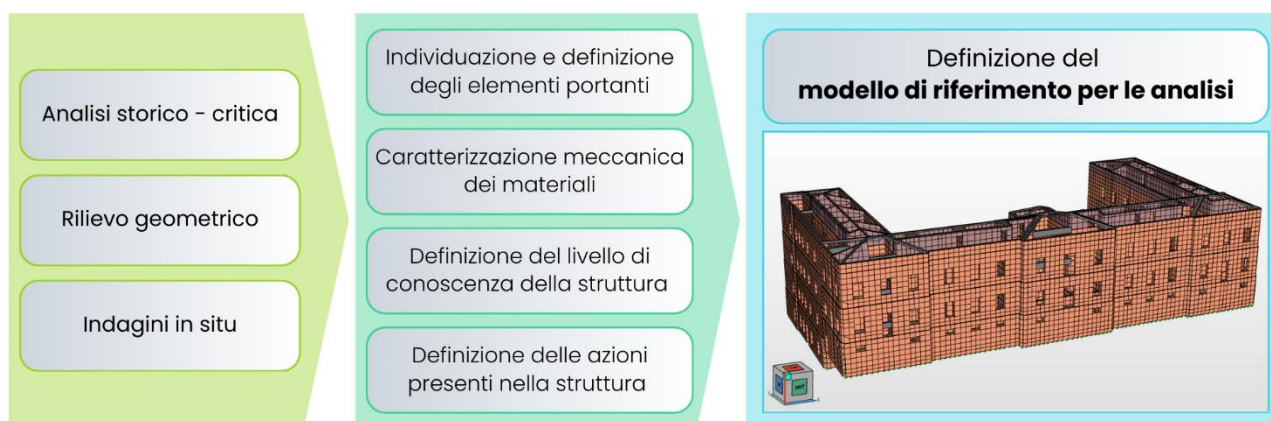 Analisi storico - critica
Rilievo geometrico
Indagini in situ
Individuazione e definizione
degli elementi portanti
Caratterizzazione meccanica
dei materiali
Definizione del livello di
conoscenza della struttura
Definizione delle azioni
presenti nella struttura
Definizione del
modello di riferimento per le analisi